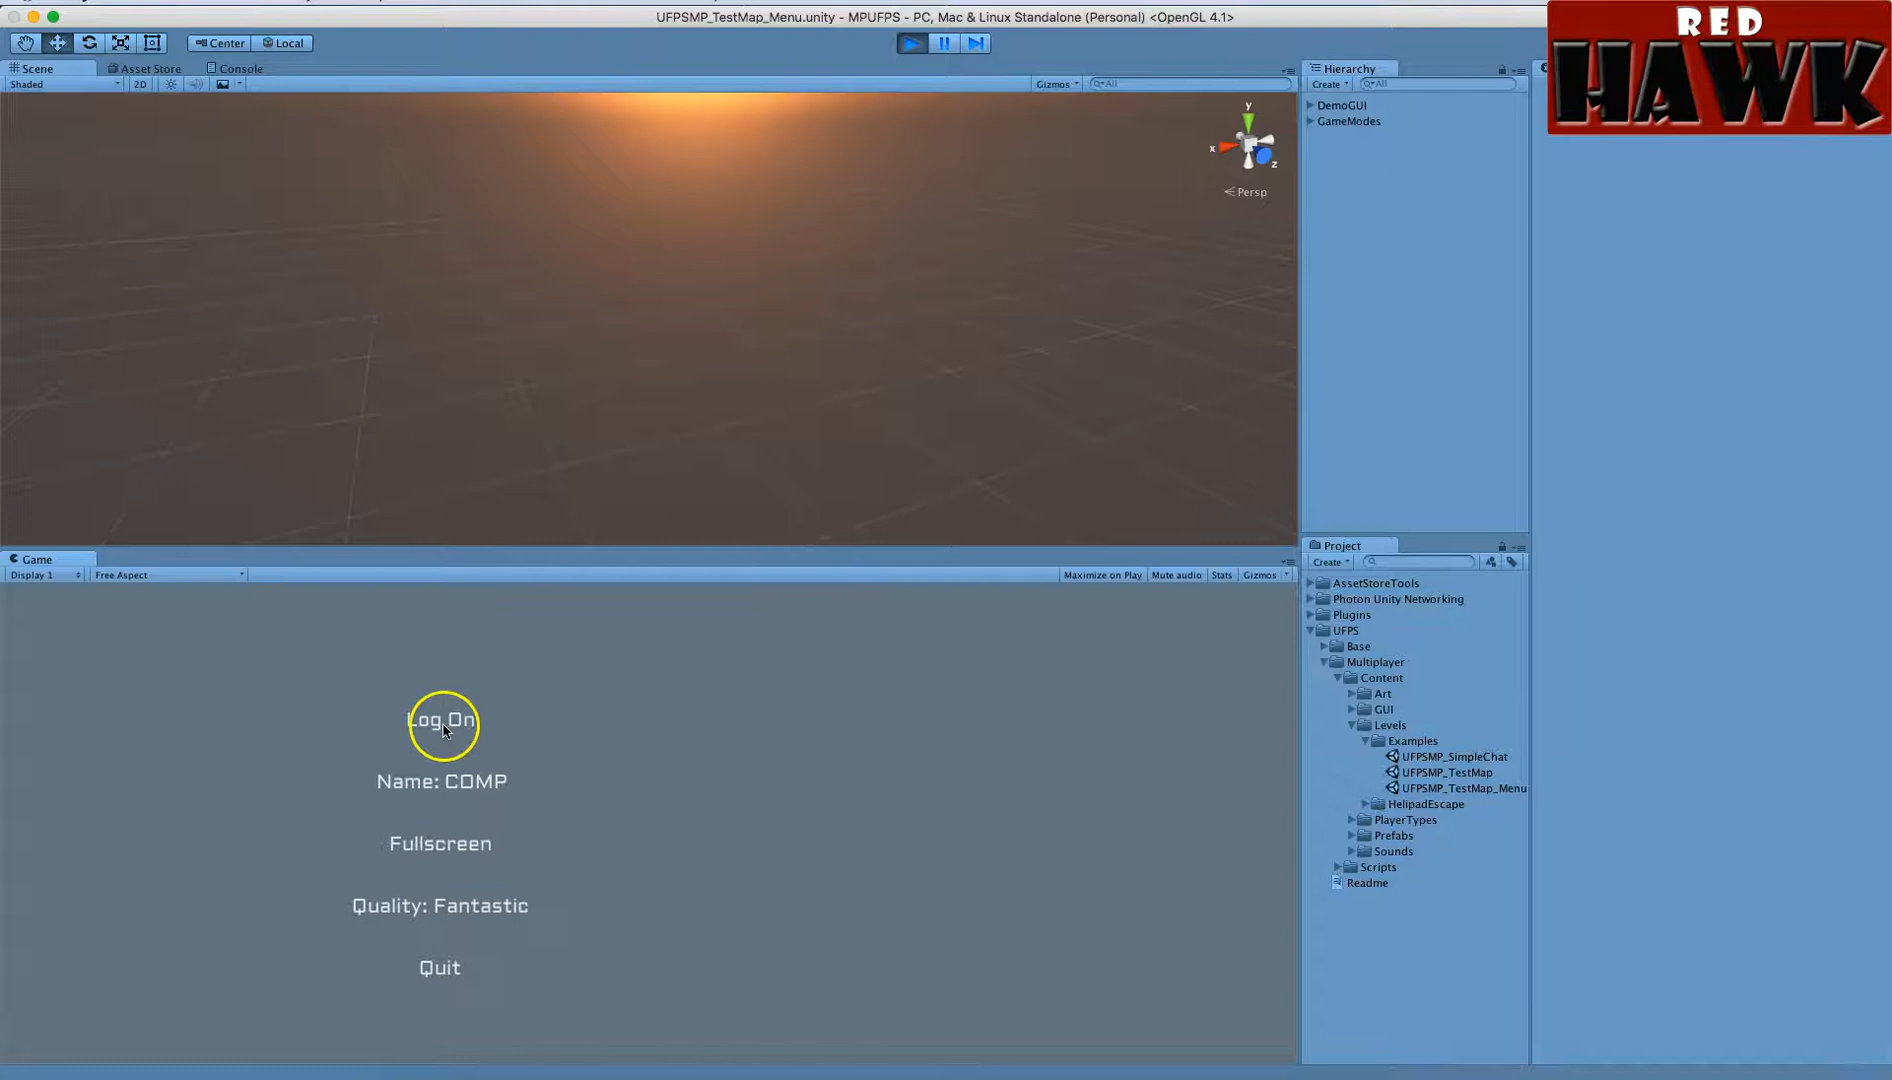 UFPSMP_TestMap_Menu.unity - MPUFPS - PC, Mac & Linux Standalone (Personal) <OpenGL 4.1>
RED
HAWK
Center
Local
Scene
Asset Store
Console
Shaded
2D
Gizmos
All
y
x
z
Persp
Hierarchy
Create
All
DemoGUI
GameModes
Game
Display 1
Free Aspect
Maximize on Play
Mute audio
Stats
Gizmos
Log On
Name: COMP
Fullscreen
Quality: Fantastic
Quit
Project
Create
AssetStoreTools
Photon Unity Networking
Plugins
UFPS
Base
Multiplayer
Content
Art
GUI
Levels
Examples
UFPSMP_SimpleChat
UFPSMP_TestMap
UFPSMP_TestMap_Menu
HelipadEscape
PlayerTypes
Prefabs
Sounds
Scripts
Readme